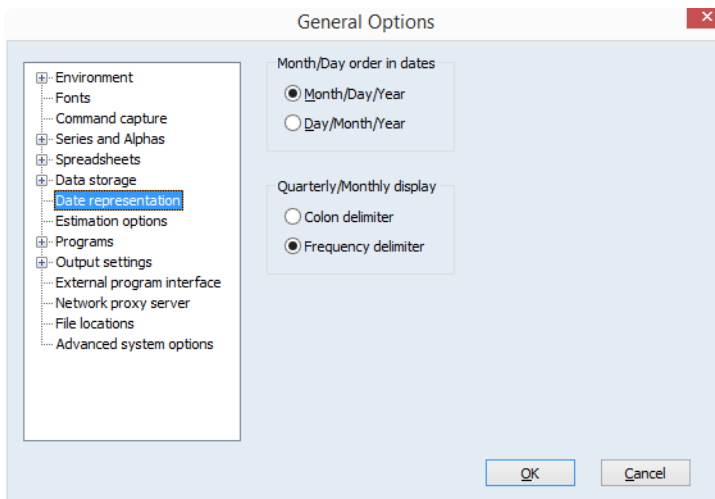 General Options
Environment
Fonts
Command capture
Series and Alphas
Spreadsheets
Data storage
Date representation
Estimation options
Programs
Output settings
External program interface
Network proxy server
File locations
Advanced system options
Month/Day order in dates
Month/Day/Year
Day/Month/Year
Quarterly/Monthly display
Colon delimiter
Frequency delimiter
OK
Cancel